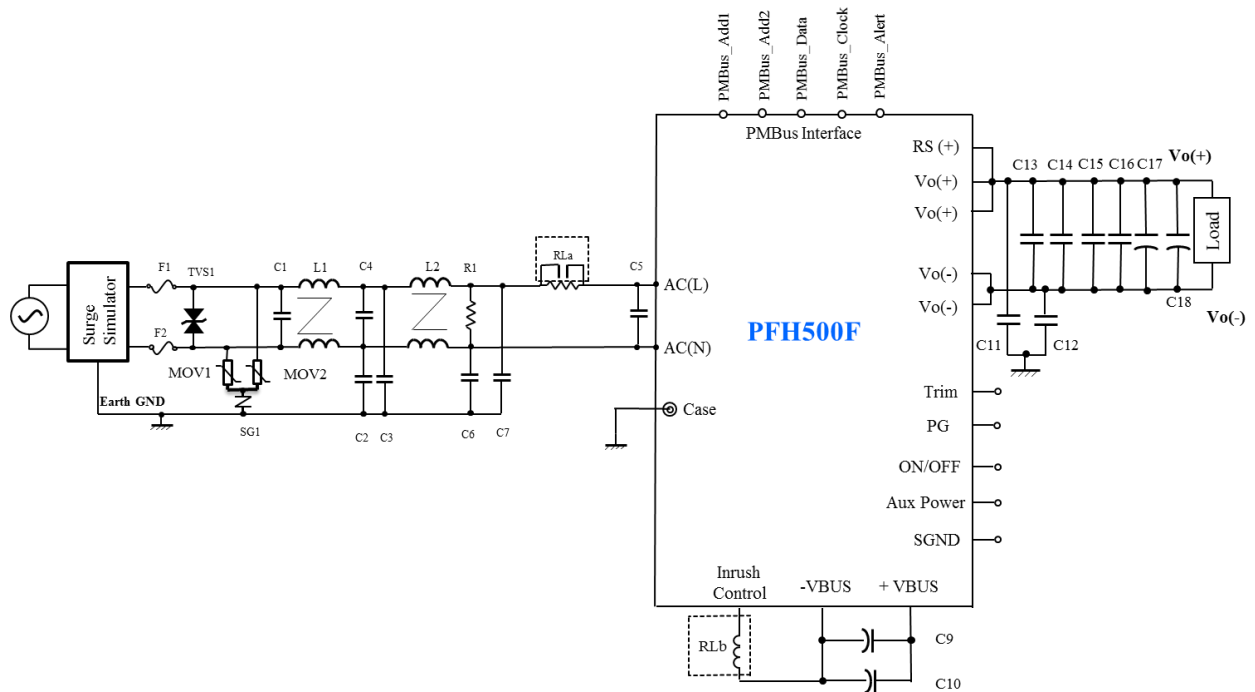 PMBus_Add1
PMBus_Add2
PMBus_Data
PMBus_Clock
PMBus_Alert
PMBus Interface
RS (+)
Vo(+)
Vo(+)
Vo(-)
Vo(-)
C13
C14
C15
C16
C17
Vo(+)
Load
C18
Vo(-)
C11
C12
Surge
Simulator
F1
F2
TVS1
C1
L1
C4
L2
R1
RLa
C5
AC(L)
AC(N)
PFH500F
MOV1
MOV2
Earth GND
SG1
C2
C3
C6
C7
Case
Trim
PG
ON/OFF
Aux Power
SGND
Inrush
Control
-VBUS
+ VBUS
RLb
C9
C10